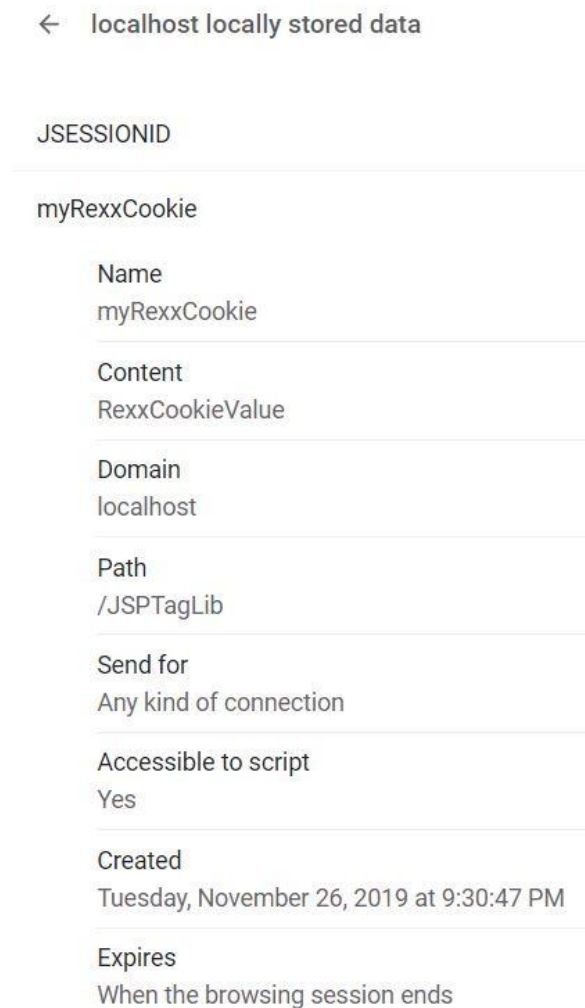 localhost locally stored data
JSESSIONID
myRexxCookie
Name
myRexxCookie
Content
RexxCookieValue
Domain
localhost
Path
/JSPTagLib
Send for
Any kind of connection
Accessible to script
Yes
Created
Tuesday, November 26, 2019 at 9:30:47 PM
Expires
When the browsing session ends